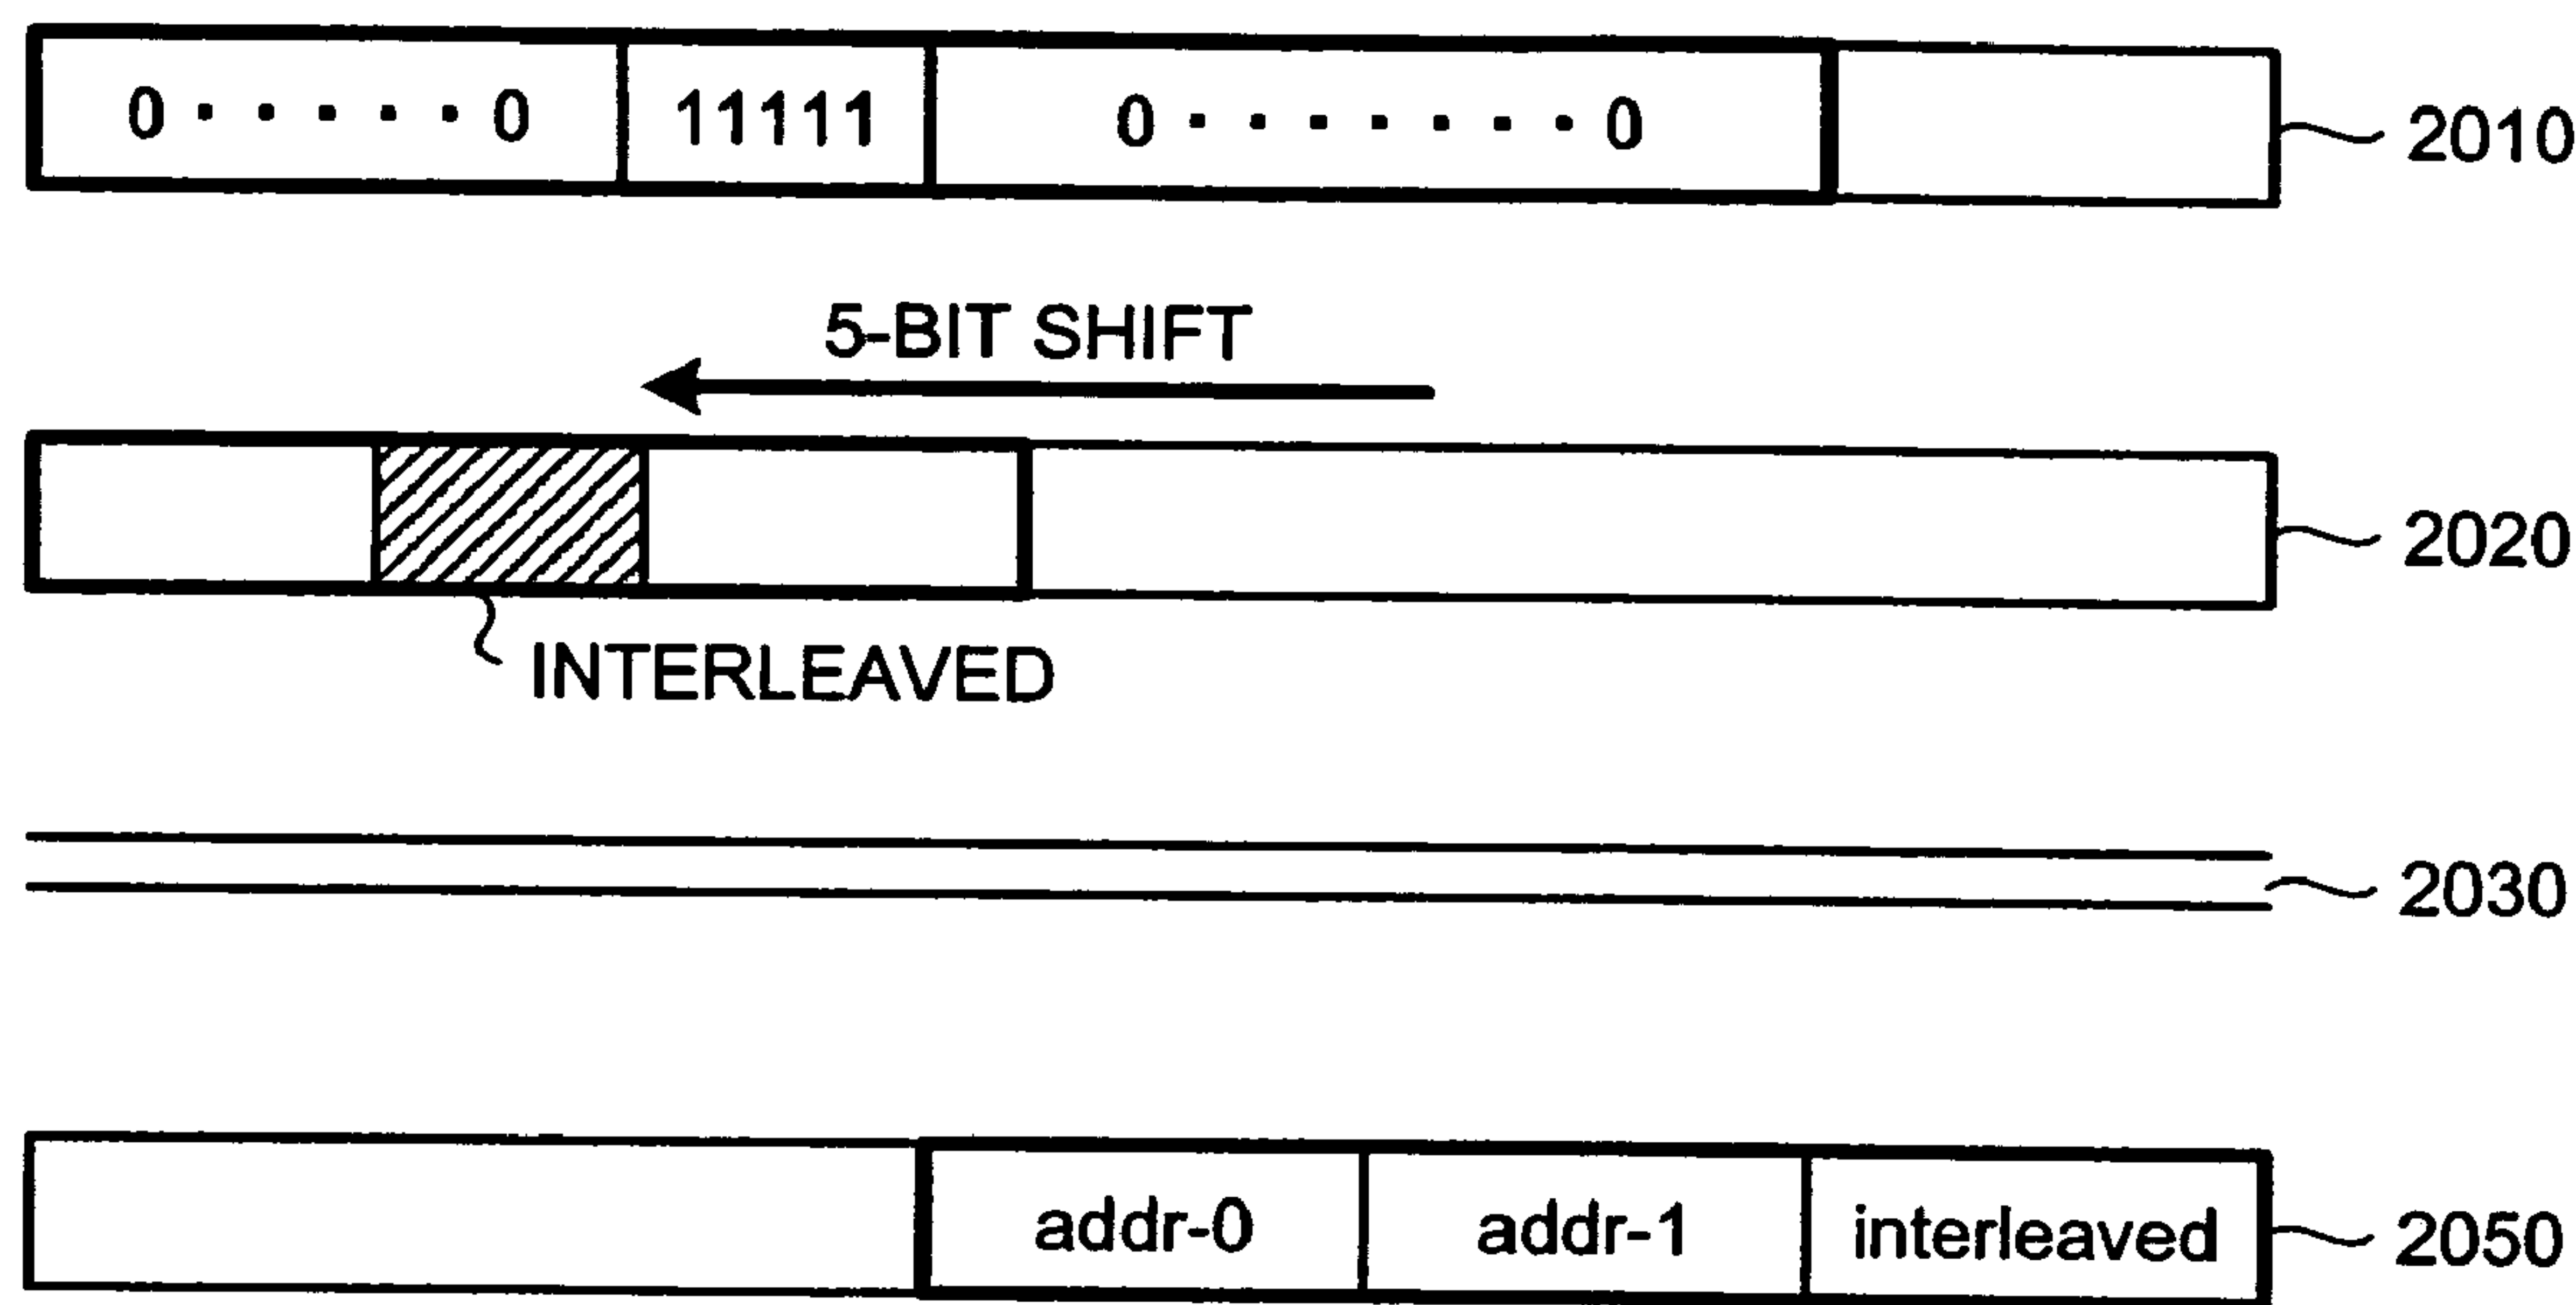 0 · · · · · 0 11111 0 · · · · · · · 0 2010
5-BIT SHIFT
2020
INTERLEAVED
2030
addr-0 addr-1 interleaved 2050